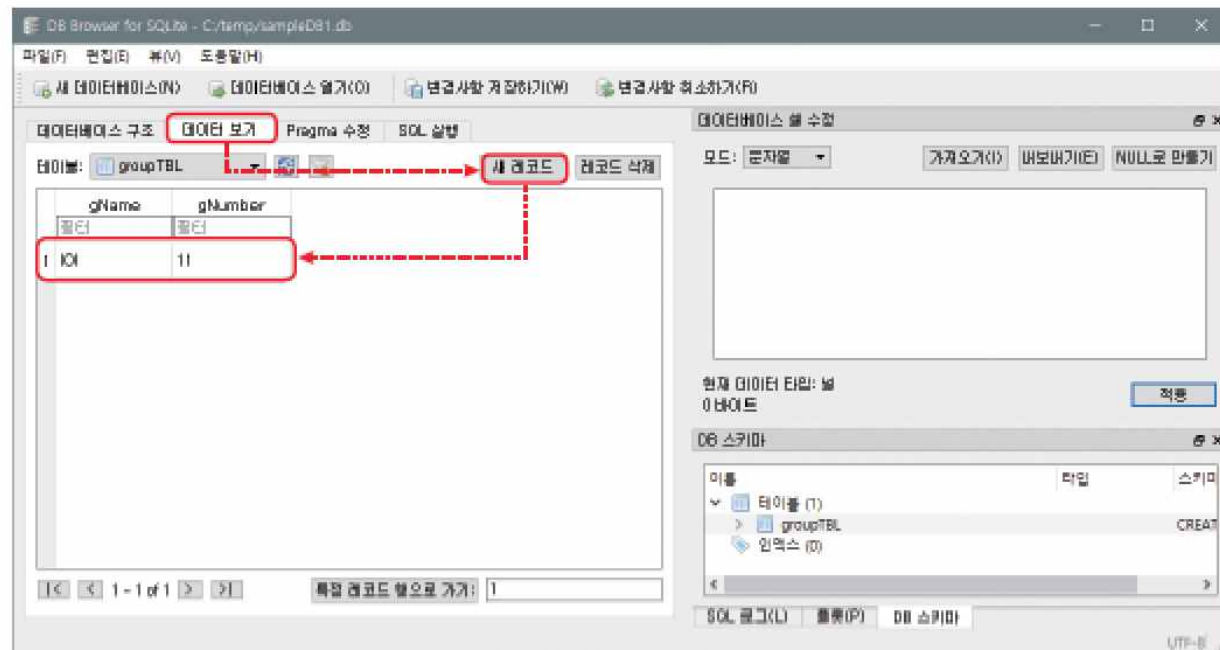 DB Browser for SQLite - C:/temp/sampleDB1.db
파일(F) 편집(E) 뷰(V) 도움말(H)
새 데이터베이스(N) 데이터베이스 열기(O) 변경사항 저장하기(W) 변경사항 취소하기(R)
데이터베이스 구조 데이터 보기 Pragma 수정 SQL 실행
테이블: groupTBL 새 레코드 레코드 삭제
gName gNumber
필터 필터
1 IOI 11
1 - 1 of 1 특정 레코드 행으로 가기: 1
데이터베이스 셀 수정
모드: 문자열 가져오기(I) 내보내기(E) NULL로 만들기
현재 데이터 타입: 널
0 바이트
적용
DB 스키마
이름 타입 스키마
테이블 (1)
groupTBL CREAT
인덱스 (0)
SQL 로그(L) 플롯(P) DB 스키마
UTF-8